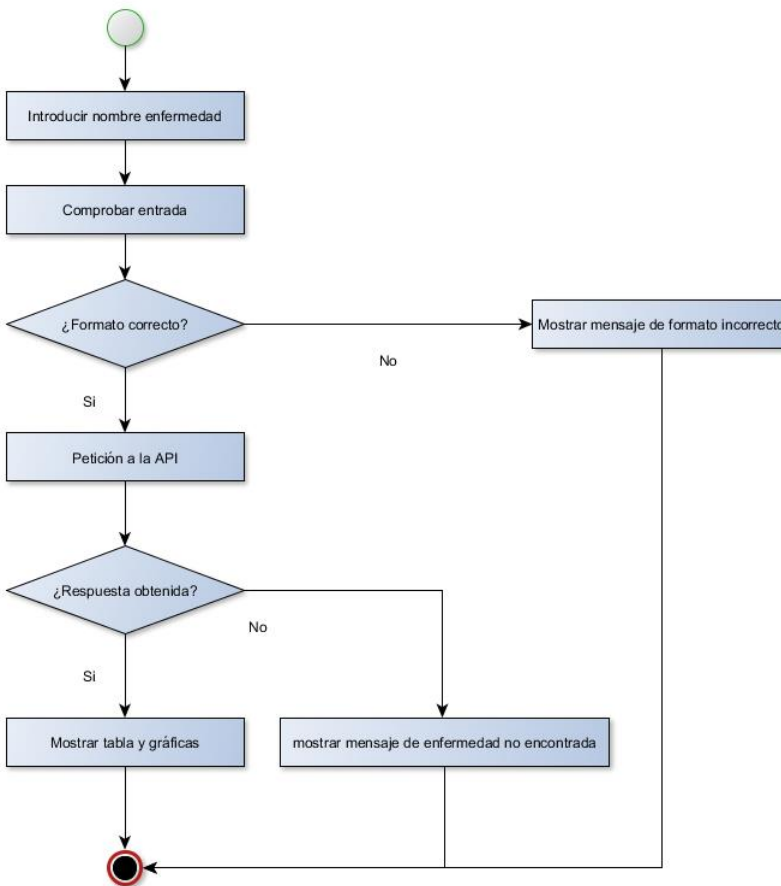 Introducir nombre enfermedad
Comprobar entrada
¿Formato correcto?
Mostrar mensaje de formato incorrecto
No
Si
Petición a la API
¿Respuesta obtenida?
No
Si
Mostrar tabla y gráficas
mostrar mensaje de enfermedad no encontrada